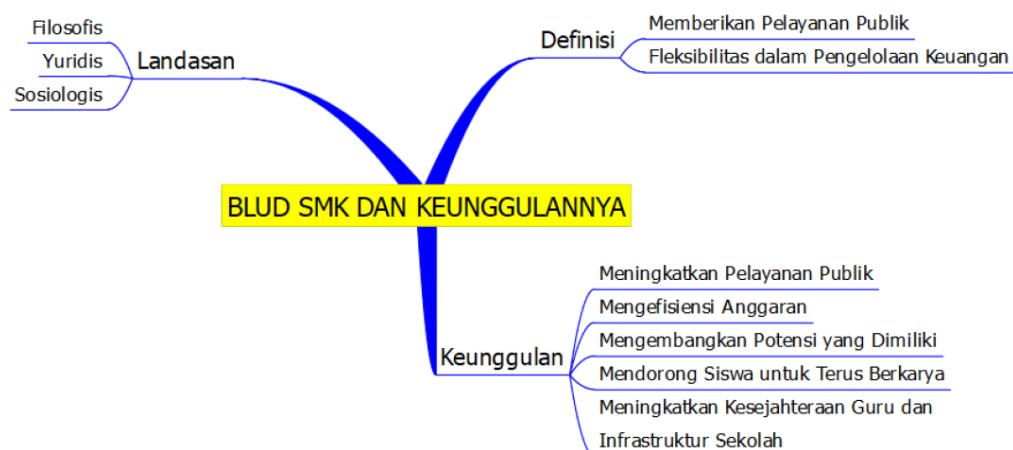 Filosofis
Yuridis
Sosiologis
Landasan
Definisi
Memberikan Pelayanan Publik
Fleksibilitas dalam Pengelolaan Keuangan
BLUD SMK DAN KEUNGGULANNYA
Keunggulan
Meningkatkan Pelayanan Publik
Mengefisiensi Anggaran
Mengembangkan Potensi yang Dimiliki
Mendorong Siswa untuk Terus Berkarya
Meningkatkan Kesejahteraan Guru dan
Infrastruktur Sekolah